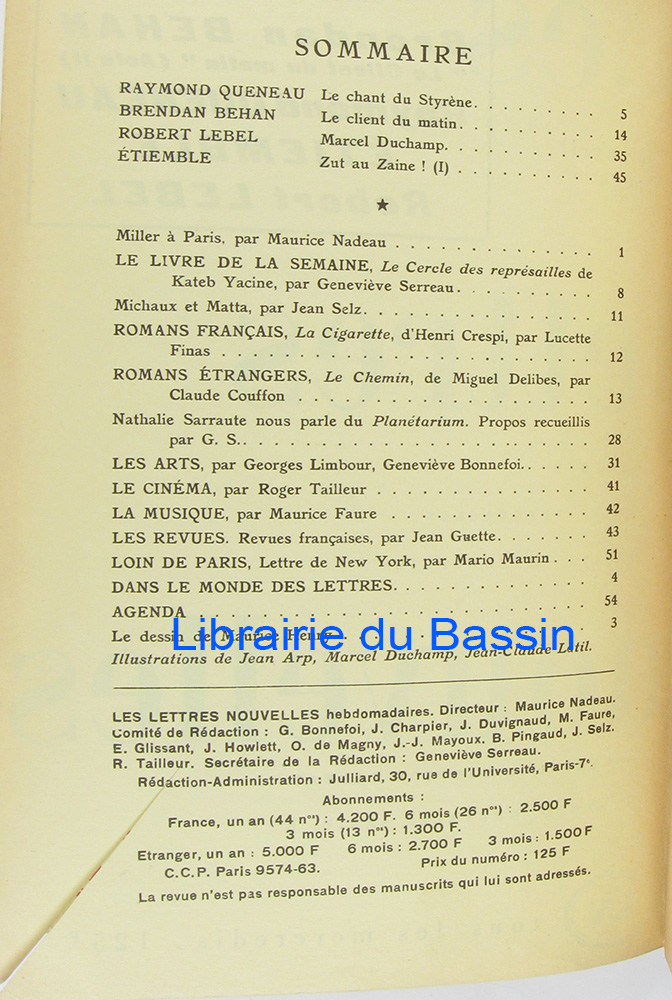 SOMMAIRE
RAYMOND QUENEAU Le chant du Styrène. . . . . . . . . 5
BRENDAN BEHAN Le client du matin. . . . . . . . . . 14
ROBERT LEBEL Marcel Duchamp. . . . . . . . . . . 35
ÉTIEMBLE Zut au Zaine ! (I) . . . . . . . . . . 45
★
Miller à Paris, par Maurice Nadeau . . . . . . . . . . . . . 1
LE LIVRE DE LA SEMAINE, Le Cercle des représailles de
Kateb Yacine, par Geneviève Serreau. . . . . . . . . . 8
Michaux et Matta, par Jean Selz. . . . . . . . . . . . . . . 11
ROMANS FRANÇAIS, La Cigarette, d'Henri Crespi, par Lucette
Finas . . . . . . . . . . . . . . . . . . . . . . . . 12
ROMANS ÉTRANGERS, Le Chemin, de Miguel Delibes, par
Claude Couffon . . . . . . . . . . . . . . . . . . . 13
Nathalie Sarraute nous parle du Planétarium. Propos recueillis
par G. S.. . . . . . . . . . . . . . . . . . . . . . . 28
LES ARTS, par Georges Limbour, Geneviève Bonnefoi. . . . . . 31
LE CINÉMA, par Roger Tailleur . . . . . . . . . . . . . . 41
LA MUSIQUE, par Maurice Faure . . . . . . . . . . . . . 42
LES REVUES. Revues françaises, par Jean Guette. . . . . . . 43
LOIN DE PARIS, Lettre de New York, par Mario Maurin . . . 51
DANS LE MONDE DES LETTRES. . . . . . . . . . . . . 4
AGENDA . . . . . . . . . . . . . . . . . . . . . . . . . 54
Le dessin de Maurice Henry . . . . . . . . . . . . . . . . 3
Librairie du Bassin
Illustrations de Jean Arp, Marcel Duchamp, Jean-Claude Létil.
LES LETTRES NOUVELLES hebdomadaires. Directeur : Maurice Nadeau.
Comité de Rédaction : G. Bonnefoi, J. Charpier, J. Duvignaud, M. Faure,
E. Glissant, J. Howlett, O. de Magny, J.-J. Mayoux, B. Pingaud, J. Selz.
R. Tailleur. Secrétaire de la Rédaction : Geneviève Serreau.
Rédaction-Administration : Julliard, 30, rue de l'Université, Paris-7e.
Abonnements :
France, un an (44 nos) : 4.200 F. 6 mois (26 nos) : 2.500 F
3 mois (13 nos) : 1.300 F.
Etranger, un an : 5.000 F 6 mois : 2.700 F 3 mois : 1.500 F
C.C.P. Paris 9574-63. Prix du numéro : 125 F
La revue n'est pas responsable des manuscrits qui lui sont adressés.